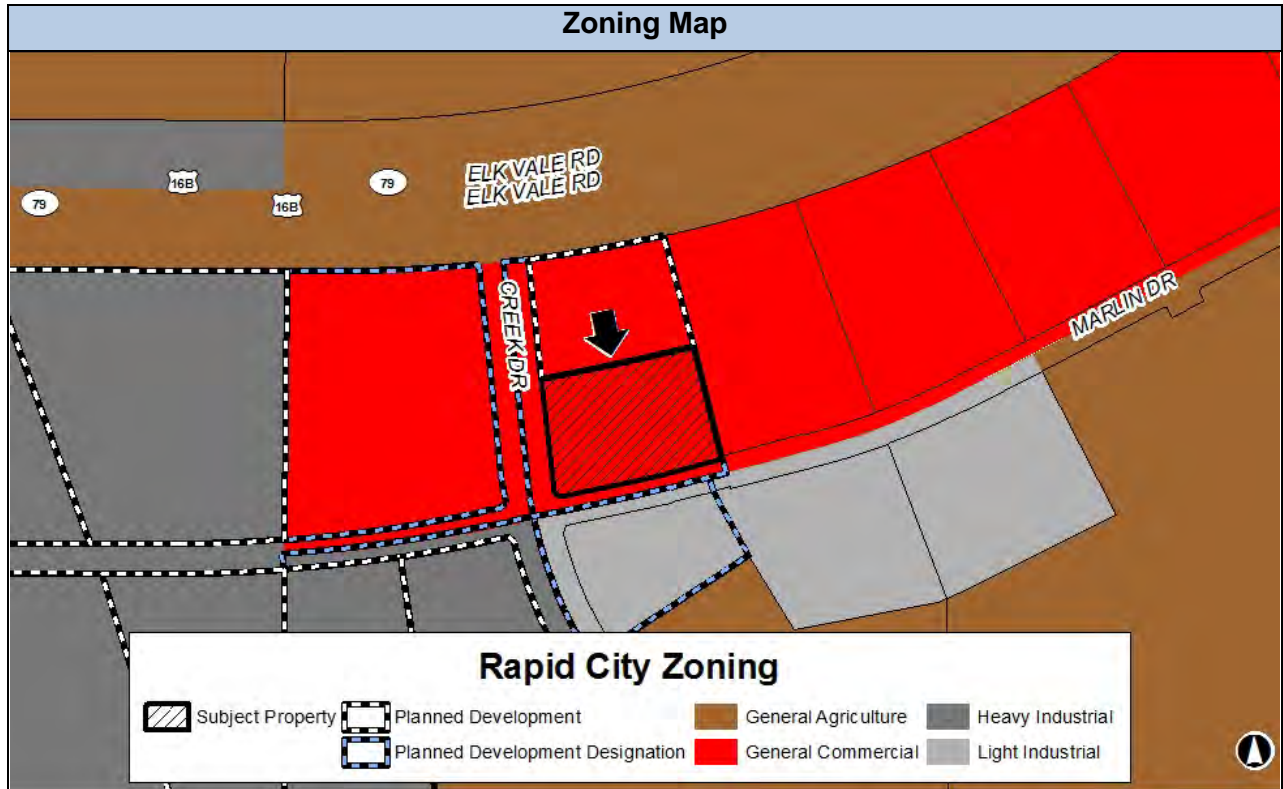 Zoning Map
ELK VALE RD
ELK VALE RD
16B
79
79
16B
CREEK DR
MARLIN DR
Rapid City Zoning
Subject Property
Planned Development
General Agriculture
Heavy Industrial
Planned Development Designation
General Commercial
Light Industrial